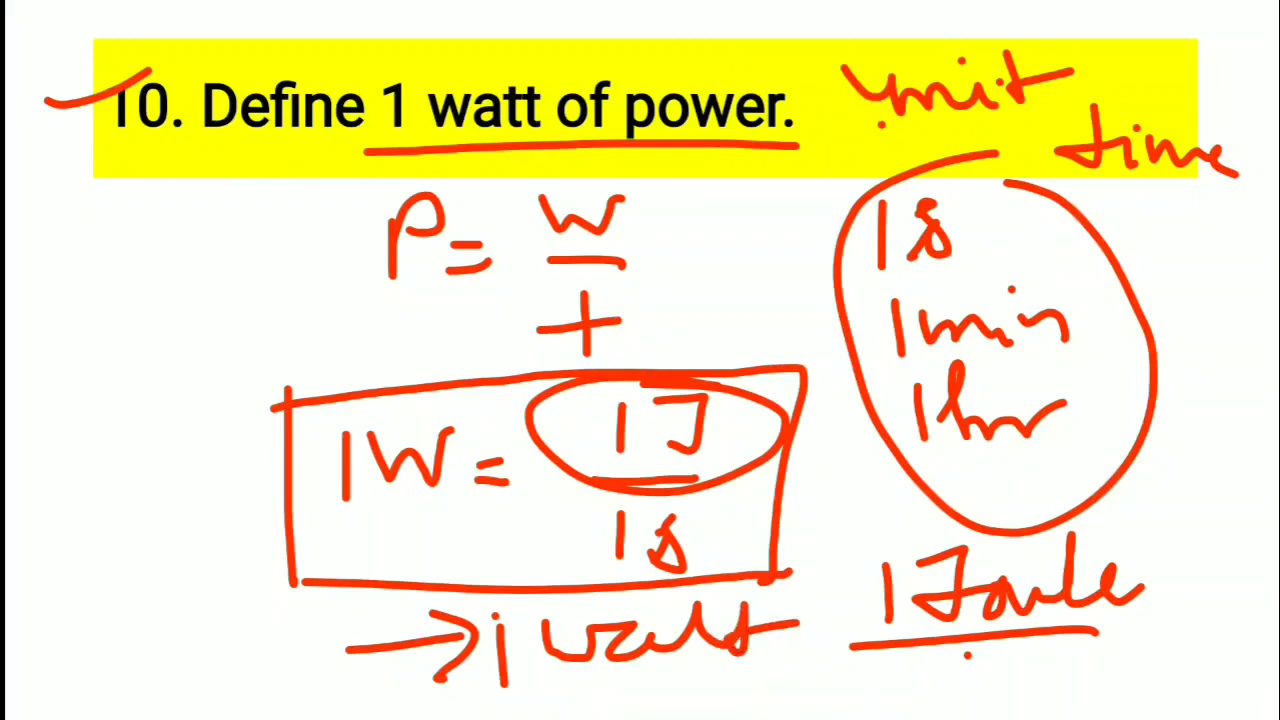 10. Define 1 watt of power.
unit
time
P = W
t
1s
1min
1hr
1W = 1J
1s
1 Joule
→ 1 watt